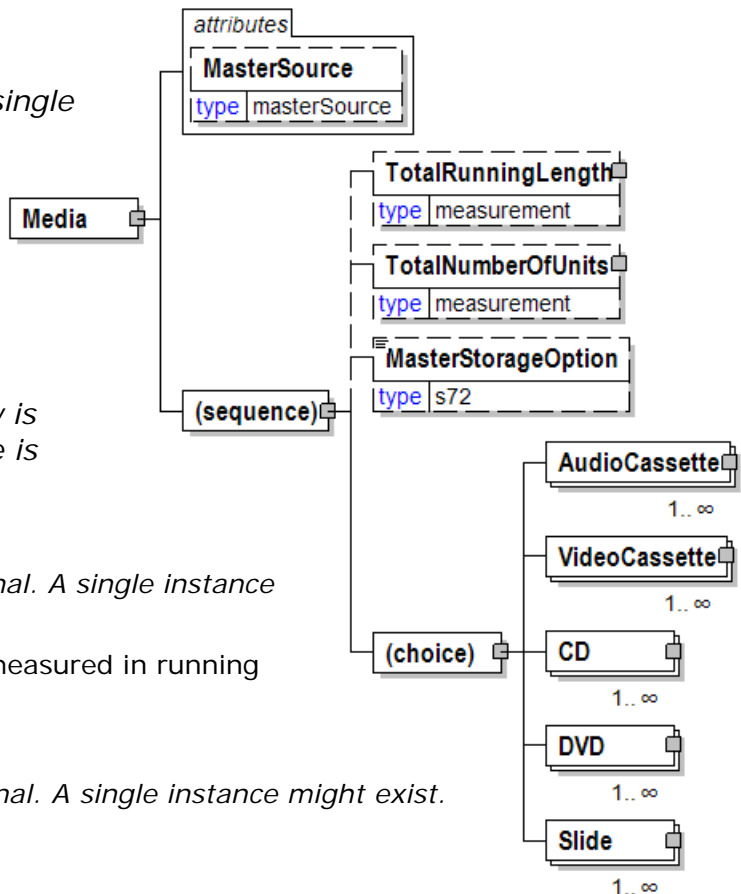 attributes
MasterSource
type masterSource
single
TotalRunningLength
type measurement
Media
TotalNumberOfUnits
type measurement
MasterStorageOption
type s72
is
(sequence)
e is
AudioCassette
1.. ∞
VideoCassette
1.. ∞
nal. A single instance
(choice)
measured in running
CD
1.. ∞
DVD
1.. ∞
nal. A single instance might exist.
Slide
1.. ∞